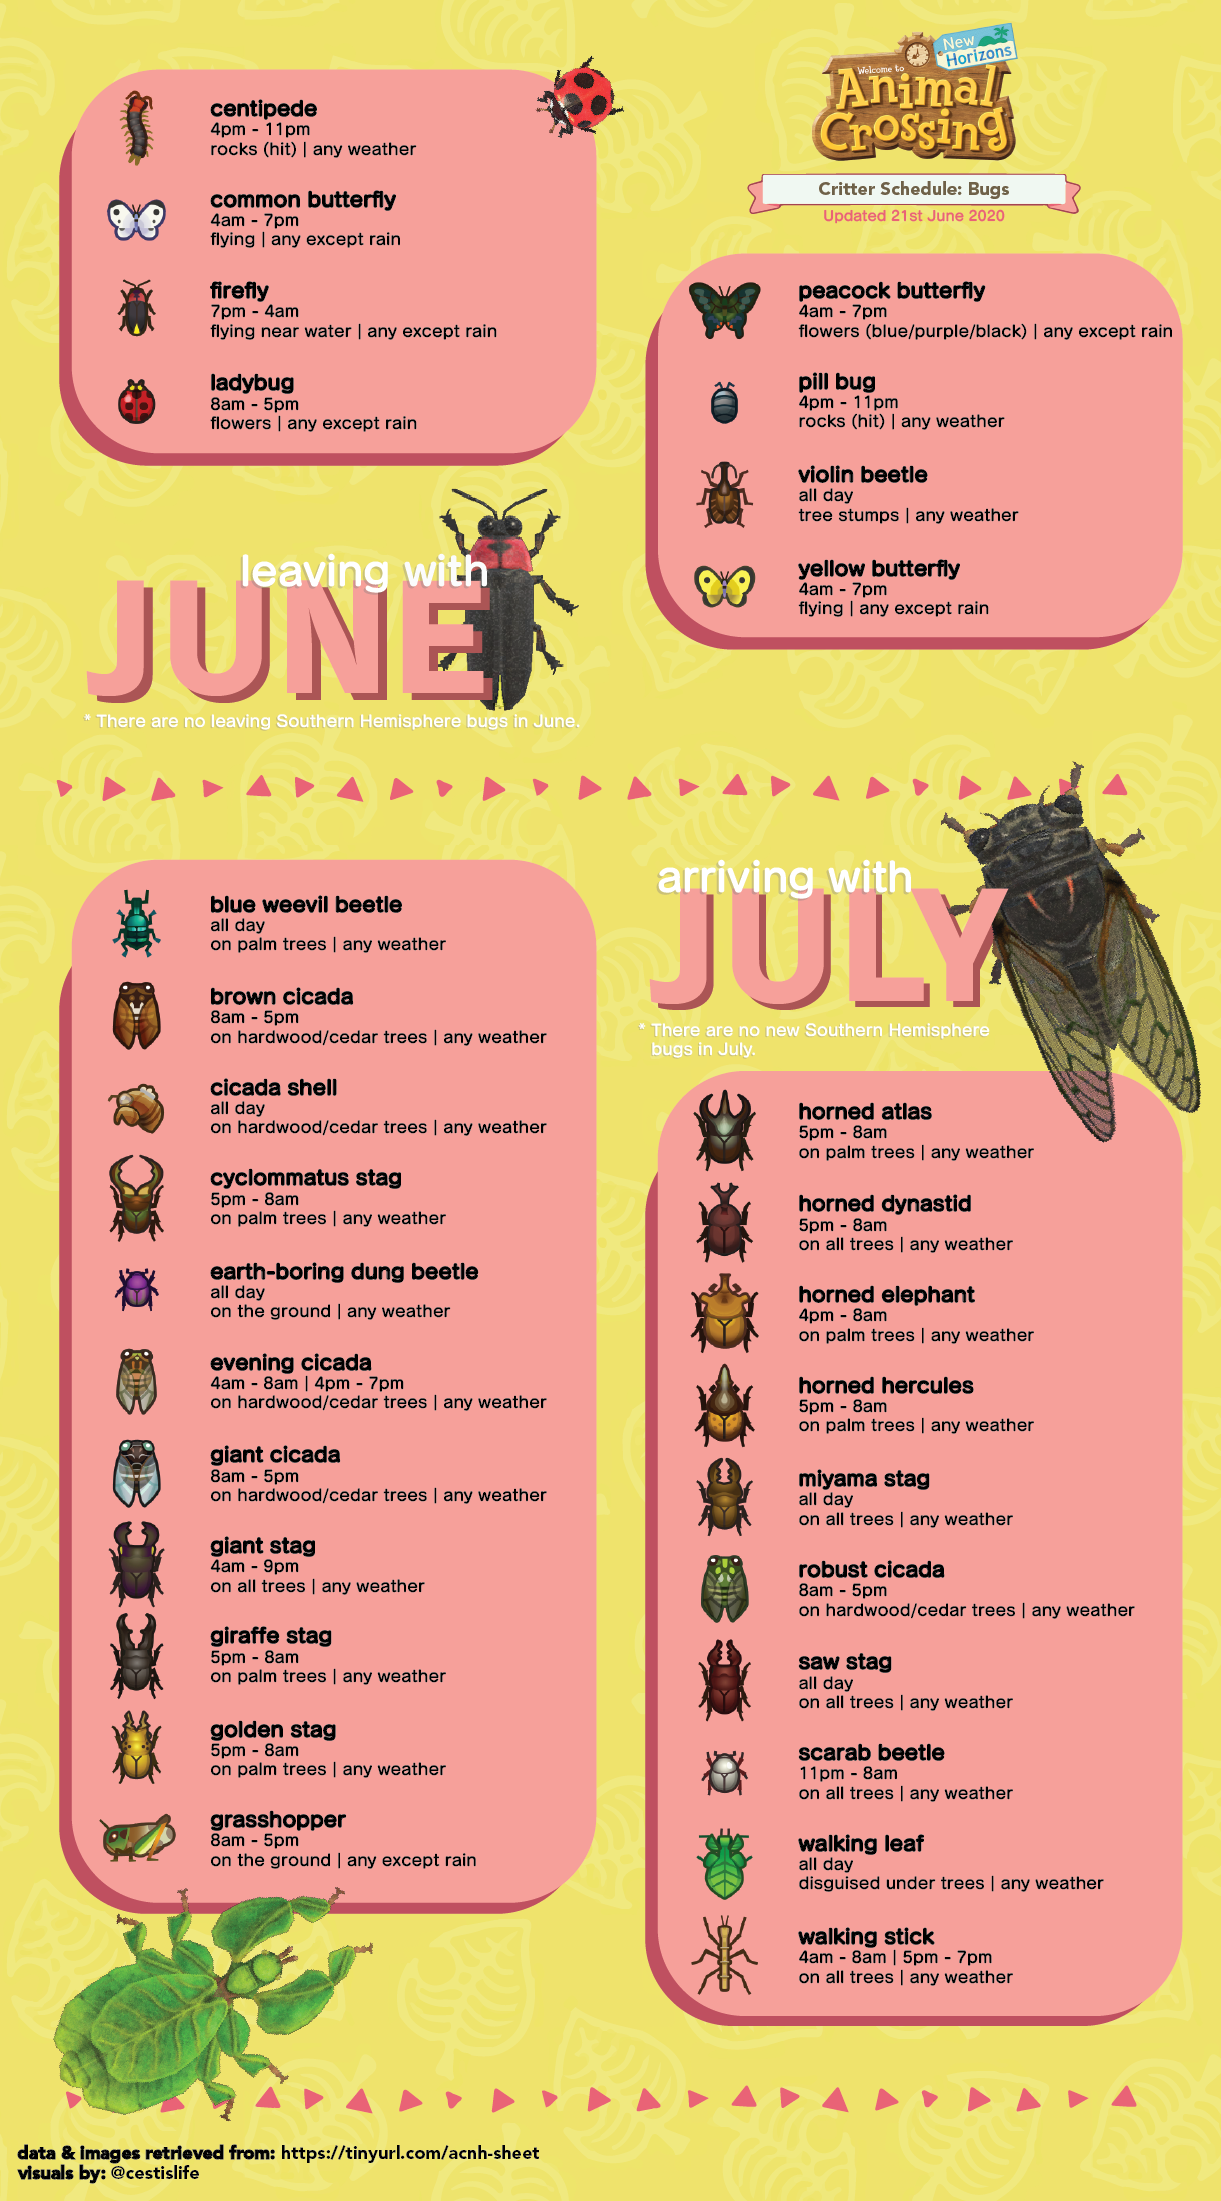 centipede
4pm - 11pm
rocks (hit) | any weather
common butterfly
4am - 7pm
flying | any except rain
firefly
7pm - 4am
flying near water | any except rain
ladybug
8am - 5pm
flowers | any except rain
Welcome to
Animal
Crossing
New
Horizons
Critter Schedule: Bugs
Updated 21st June 2020
peacock butterfly
4am - 7pm
flowers (blue/purple/black) | any except rain
pill bug
4pm - 11pm
rocks (hit) | any weather
violin beetle
all day
tree stumps | any weather
yellow butterfly
4am - 7pm
flying | any except rain
leaving with
JUNE
* There are no leaving Southern Hemisphere bugs in June.
arriving with
JULY
* There are no new Southern Hemisphere
bugs in July.
blue weevil beetle
all day
on palm trees | any weather
brown cicada
8am - 5pm
on hardwood/cedar trees | any weather
cicada shell
all day
on hardwood/cedar trees | any weather
cyclommatus stag
5pm - 8am
on palm trees | any weather
earth-boring dung beetle
all day
on the ground | any weather
evening cicada
4am - 8am | 4pm - 7pm
on hardwood/cedar trees | any weather
giant cicada
8am - 5pm
on hardwood/cedar trees | any weather
giant stag
4am - 9pm
on all trees | any weather
giraffe stag
5pm - 8am
on palm trees | any weather
golden stag
5pm - 8am
on palm trees | any weather
grasshopper
8am - 5pm
on the ground | any except rain
horned atlas
5pm - 8am
on palm trees | any weather
horned dynastid
5pm - 8am
on all trees | any weather
horned elephant
4pm - 8am
on palm trees | any weather
horned hercules
5pm - 8am
on palm trees | any weather
miyama stag
all day
on all trees | any weather
robust cicada
8am - 5pm
on hardwood/cedar trees | any weather
saw stag
all day
on all trees | any weather
scarab beetle
11pm - 8am
on all trees | any weather
walking leaf
all day
disguised under trees | any weather
walking stick
4am - 8am | 5pm - 7pm
on all trees | any weather
data & images retrieved from: https://tinyurl.com/acnh-sheet
visuals by: @cestislife